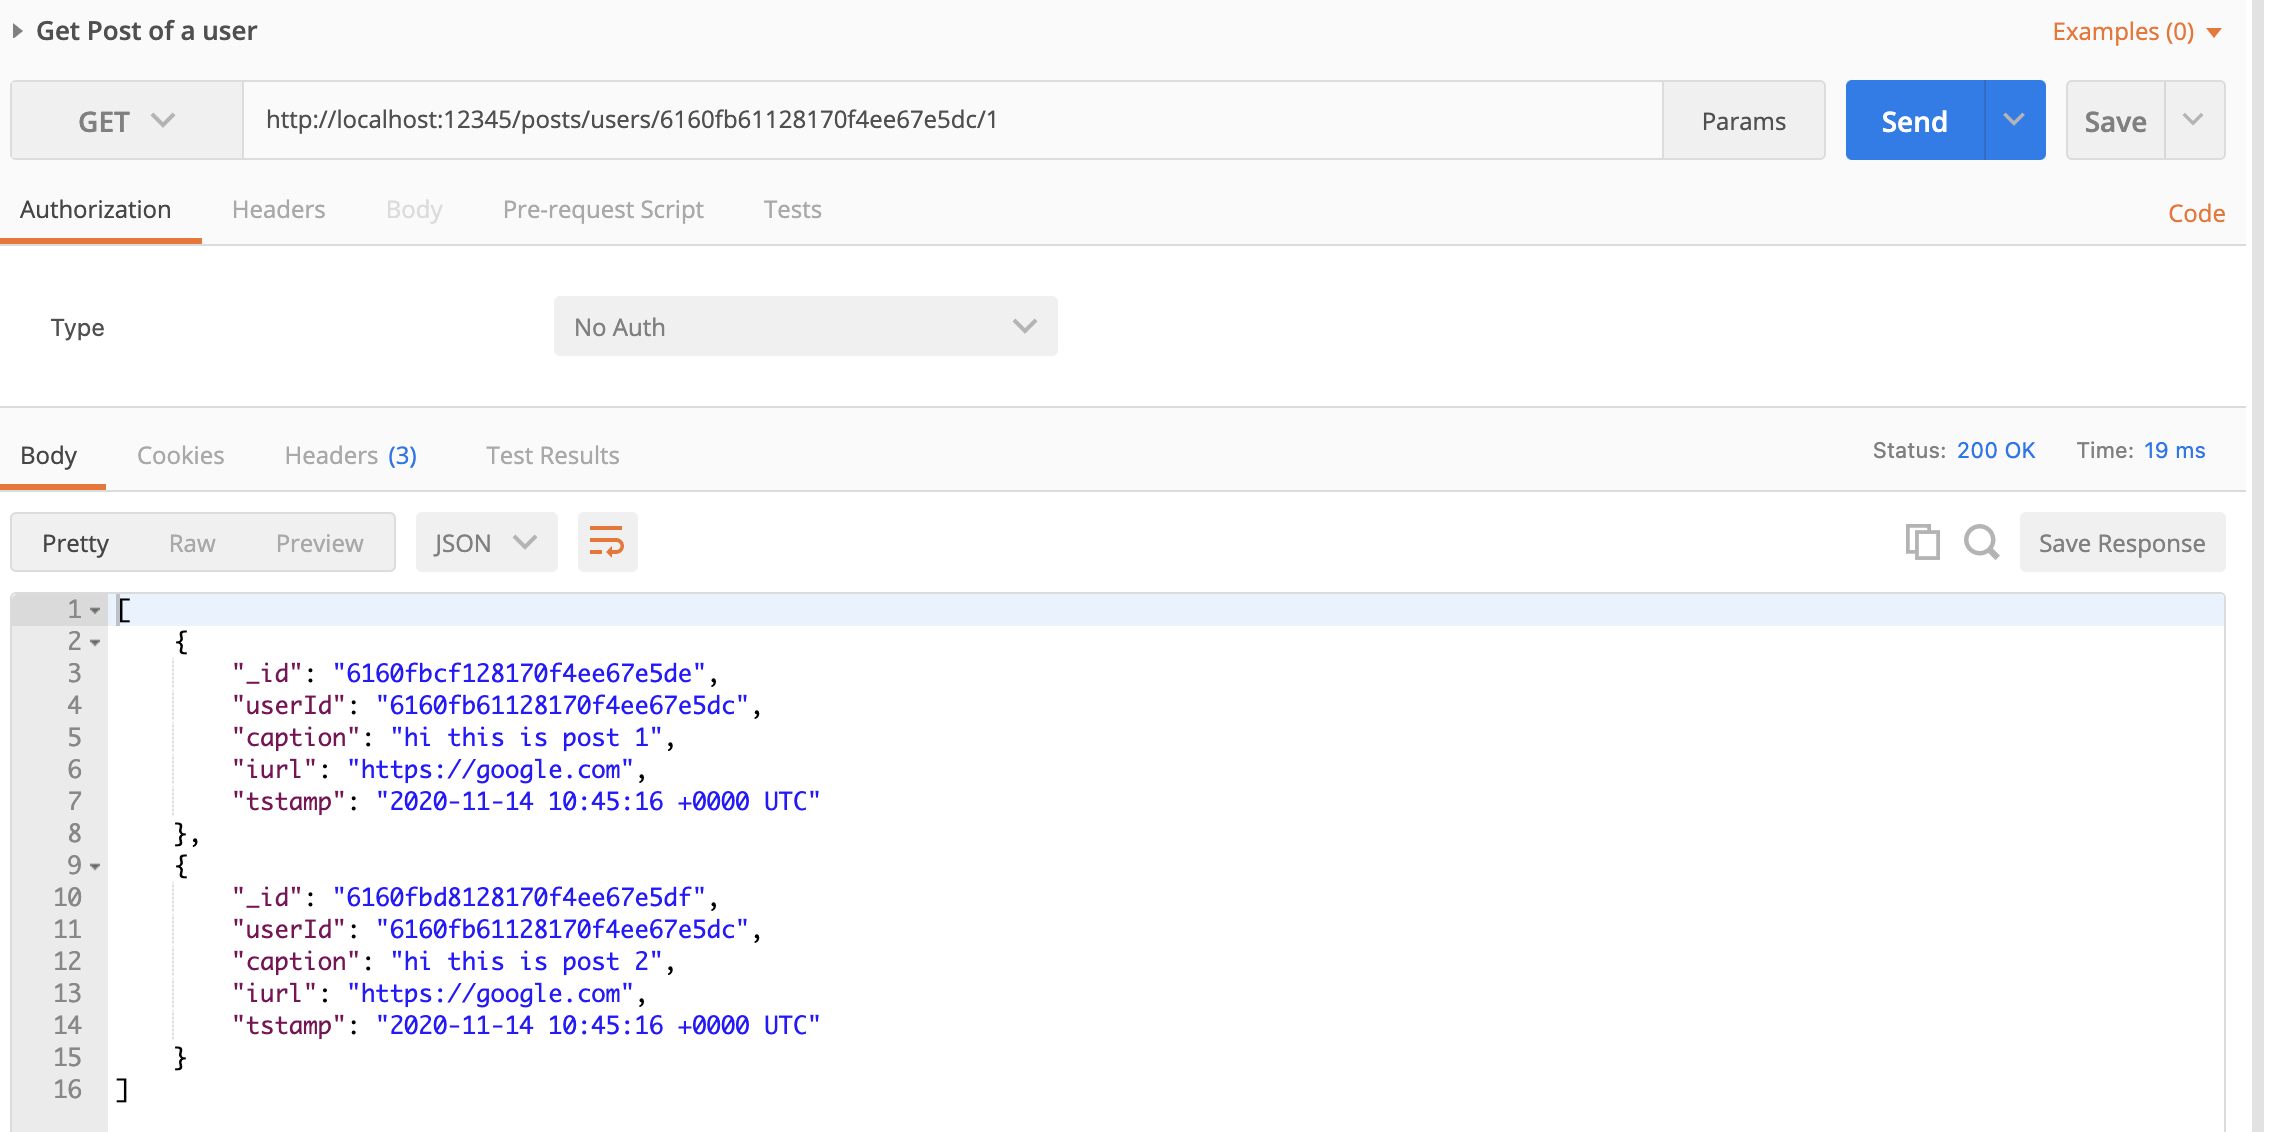 Get Post of a user
Examples (0)
GET http://localhost:12345/posts/users/6160fb61128170f4ee67e5dc/1 Params Send Save
Authorization Headers Body Pre-request Script Tests Code
Type No Auth
Body Cookies Headers (3) Test Results Status: 200 OK Time: 19 ms
Pretty Raw Preview JSON Save Response
1 [
2 {
3 "_id": "6160fbcf128170f4ee67e5de",
4 "userId": "6160fb61128170f4ee67e5dc",
5 "caption": "hi this is post 1",
6 "iurl": "https://google.com",
7 "tstamp": "2020-11-14 10:45:16 +0000 UTC"
8 },
9 {
10 "_id": "6160fbd8128170f4ee67e5df",
11 "userId": "6160fb61128170f4ee67e5dc",
12 "caption": "hi this is post 2",
13 "iurl": "https://google.com",
14 "tstamp": "2020-11-14 10:45:16 +0000 UTC"
15 }
16 ]